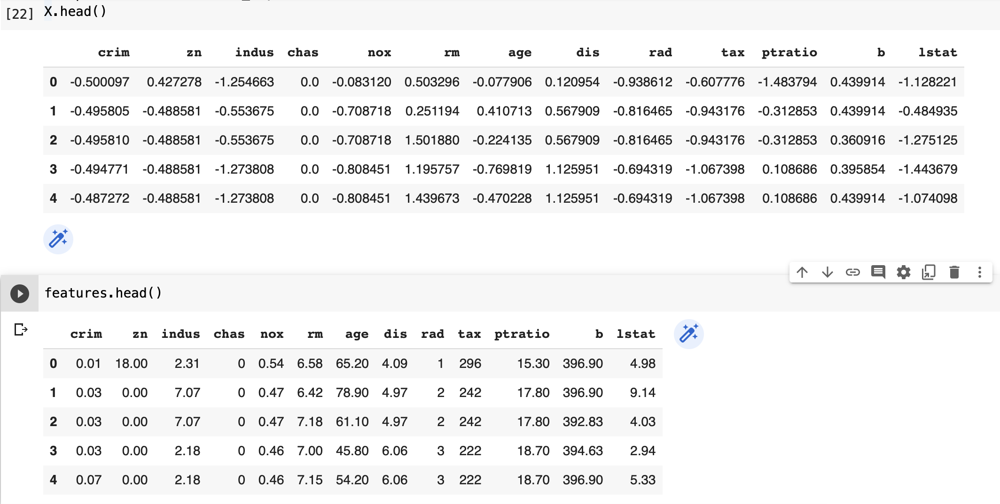 [22] X.head()
crim zn indus chas nox rm age dis rad tax ptratio b lstat
0 -0.500097 0.427278 -1.254663 0.0 -0.083120 0.503296 -0.077906 0.120954 -0.938612 -0.607776 -1.483794 0.439914 -1.128221
1 -0.495805 -0.488581 -0.553675 0.0 -0.708718 0.251194 0.410713 0.567909 -0.816465 -0.943176 -0.312853 0.439914 -0.484935
2 -0.495810 -0.488581 -0.553675 0.0 -0.708718 1.501880 -0.224135 0.567909 -0.816465 -0.943176 -0.312853 0.360916 -1.275125
3 -0.494771 -0.488581 -1.273808 0.0 -0.808451 1.195757 -0.769819 1.125951 -0.694319 -1.067398 0.108686 0.395854 -1.443679
4 -0.487272 -0.488581 -1.273808 0.0 -0.808451 1.439673 -0.470228 1.125951 -0.694319 -1.067398 0.108686 0.439914 -1.074098
features.head()
crim zn indus chas nox rm age dis rad tax ptratio b lstat
0 0.01 18.00 2.31 0 0.54 6.58 65.20 4.09 1 296 15.30 396.90 4.98
1 0.03 0.00 7.07 0 0.47 6.42 78.90 4.97 2 242 17.80 396.90 9.14
2 0.03 0.00 7.07 0 0.47 7.18 61.10 4.97 2 242 17.80 392.83 4.03
3 0.03 0.00 2.18 0 0.46 7.00 45.80 6.06 3 222 18.70 394.63 2.94
4 0.07 0.00 2.18 0 0.46 7.15 54.20 6.06 3 222 18.70 396.90 5.33